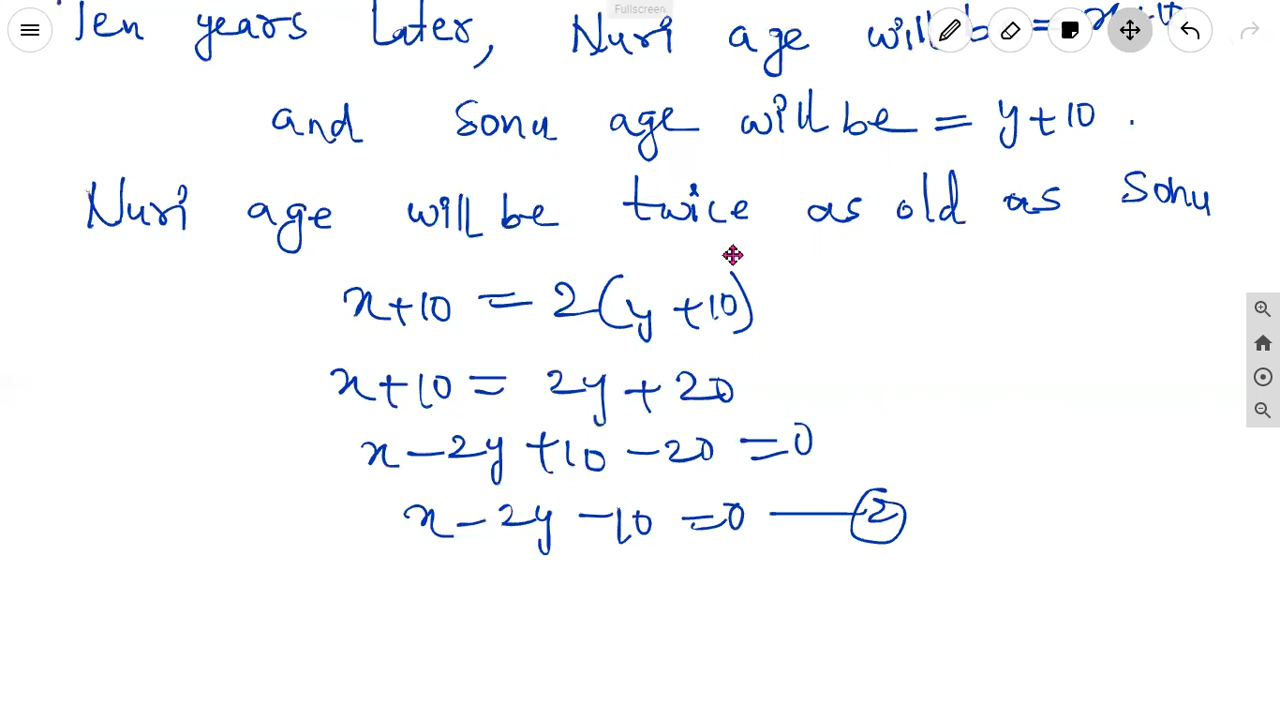 Fullscreen
Ten years later, Nuri age will
and Sonu age will be = y+10 .
Nuri age will be twice as old as Sonu
x+10 = 2(y+10)
x+10 = 2y+20
x-2y+10-20=0
x-2y-10=0 — 2